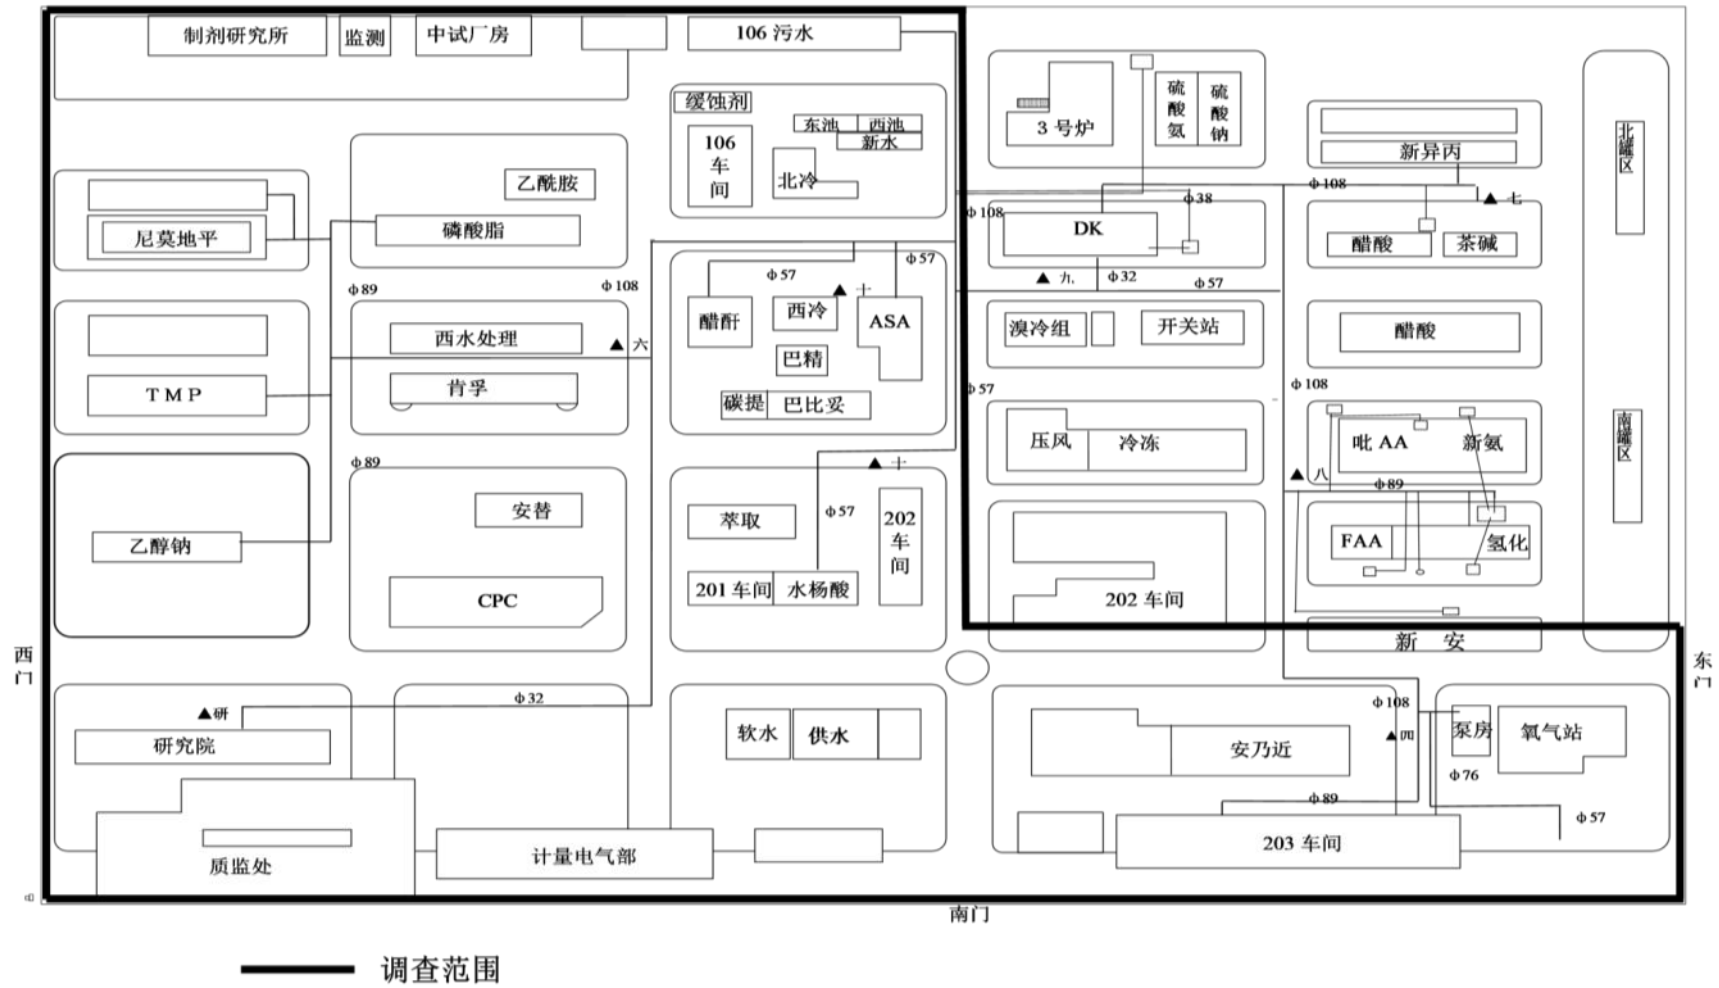 制剂研究所
监测
中试厂房
106 污水
缓蚀剂
106
车
间
东池
西池
新水
北冷
3 号炉
硫
酸
氨
硫
酸
钠
新异丙
北
罐
区
乙酰胺
磷酸脂
尼莫地平
φ108
φ38
φ108
▲ 七
DK
醋酸
茶碱
φ57
φ57
▲ 九
φ32
φ57
φ89
φ108
▲ 十
西水处理
▲ 六
醋酐
西冷
ASA
溴冷组
开关站
醋酸
巴精
TMP
肯孚
碳提
巴比妥
φ57
φ108
压风
冷冻
吡 AA
新氨
南
罐
区
φ89
▲ 十
▲ 八
φ89
安替
萃取
φ57
202
车
间
乙醇钠
FAA
氢化
CPC
201 车间
水杨酸
202 车间
新 安
西
门
东
门
φ32
φ108
▲研
研究院
软水
供水
安乃近
▲四
泵房
氧气站
φ76
φ89
φ57
质监处
计量电气部
203 车间
南门
调查范围